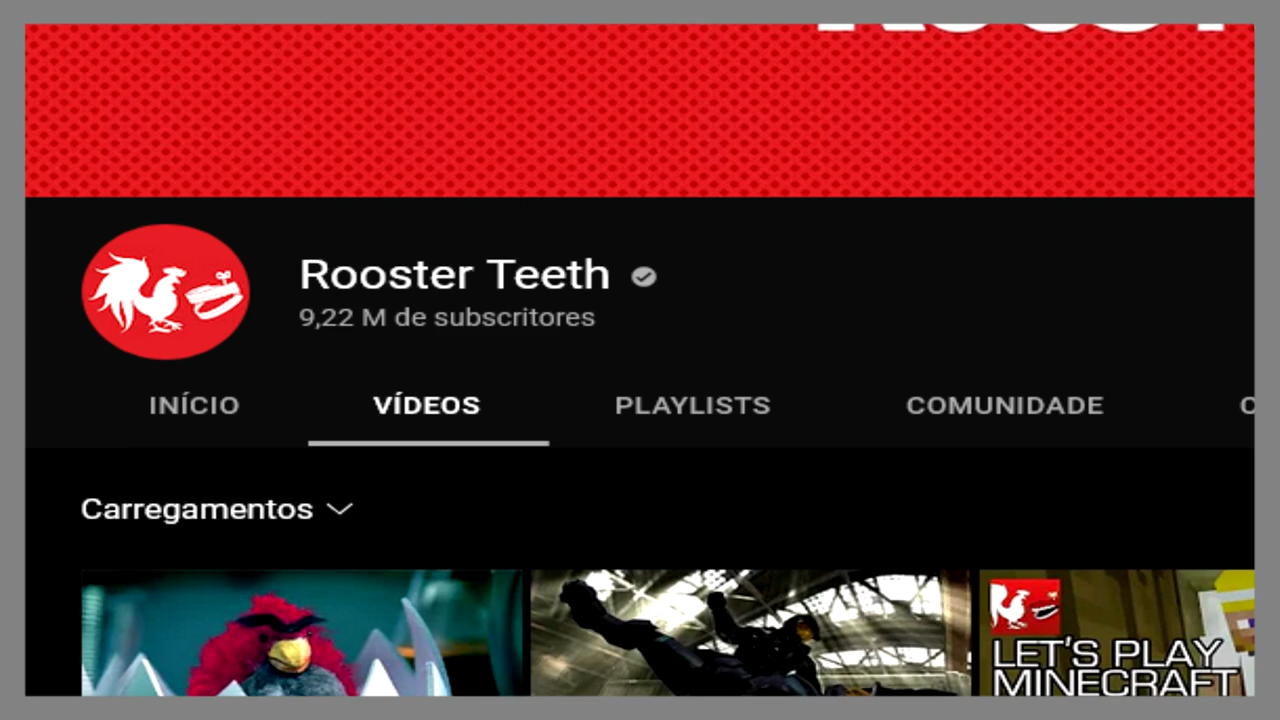 Rooster Teeth
9,22 M de subscritores
INÍCIO VÍDEOS PLAYLISTS COMUNIDADE
Carregamentos
LET'S PLAY
MINECRAFT